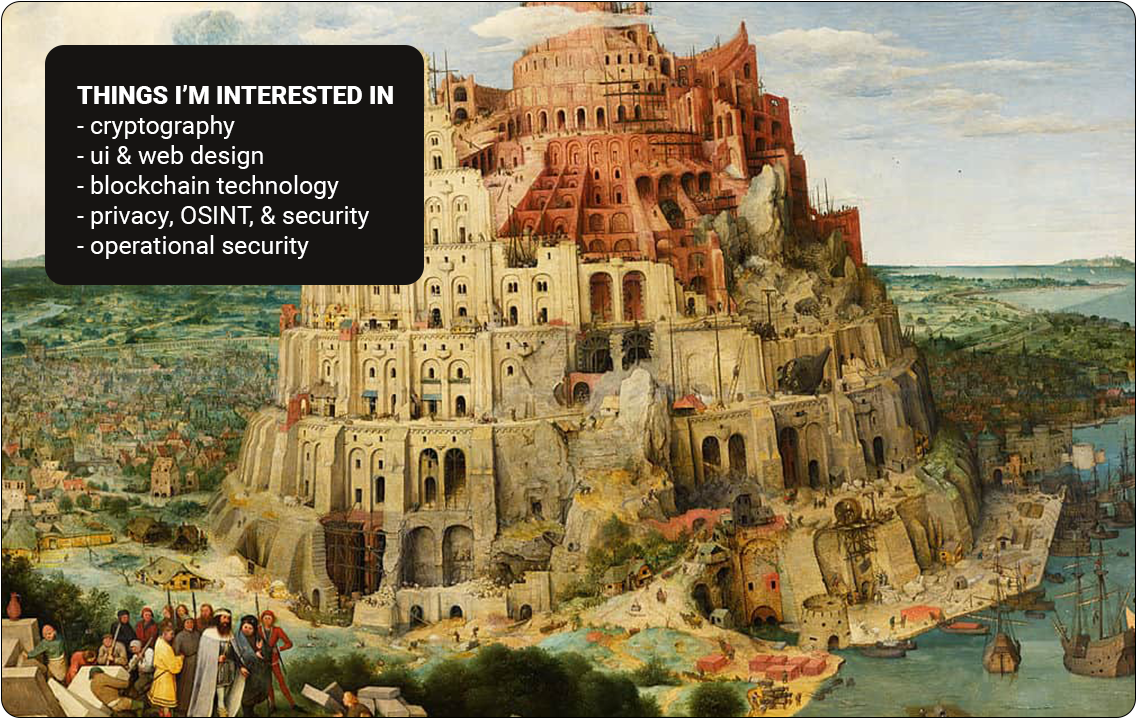 THINGS I’M INTERESTED IN
- cryptography
- ui & web design
- blockchain technology
- privacy, OSINT, & security
- operational security